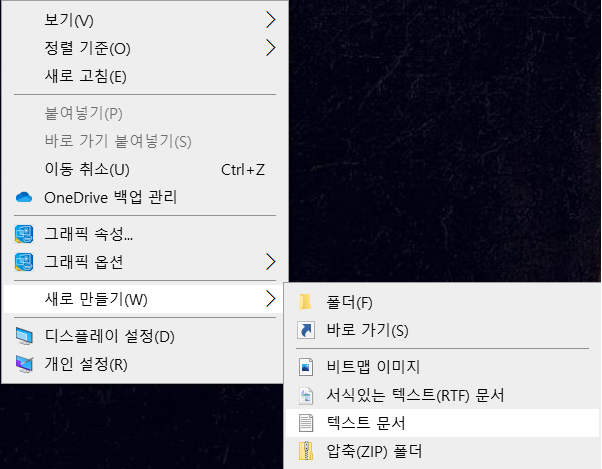 보기(V)
정렬 기준(O)
새로 고침(E)
붙여넣기(P)
바로 가기 붙여넣기(S)
이동 취소(U) Ctrl+Z
OneDrive 백업 관리
그래픽 속성...
그래픽 옵션
새로 만들기(W)
디스플레이 설정(D)
개인 설정(R)
폴더(F)
바로 가기(S)
비트맵 이미지
서식있는 텍스트(RTF) 문서
텍스트 문서
압축(ZIP) 폴더